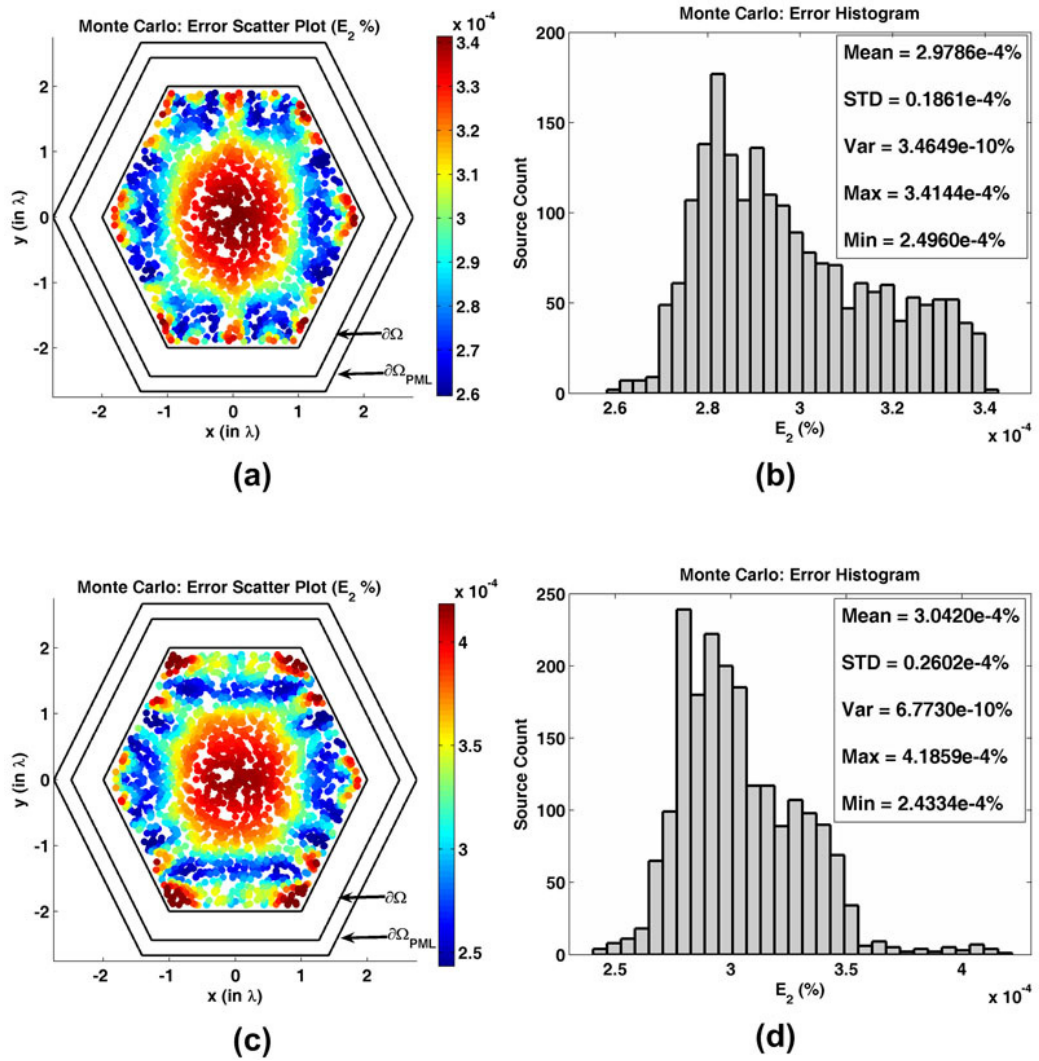 Monte Carlo: Error Scatter Plot (E2 %)
x 10-4
y (in λ)
2
1
0
-1
-2
-2 -1 0 1 2
x (in λ)
∂Ω
∂ΩPML
3.4
3.3
3.2
3.1
3
2.9
2.8
2.7
2.6
(a)
Monte Carlo: Error Histogram
Source Count
200
150
100
50
0
Mean = 2.9786e-4%
STD = 0.1861e-4%
Var = 3.4649e-10%
Max = 3.4144e-4%
Min = 2.4960e-4%
2.6 2.8 3 3.2 3.4
E2 (%)
x 10-4
(b)
Monte Carlo: Error Scatter Plot (E2 %)
x 10-4
y (in λ)
2
1
0
-1
-2
-2 -1 0 1 2
x (in λ)
∂Ω
∂ΩPML
4
3.5
3
2.5
(c)
Monte Carlo: Error Histogram
Source Count
250
200
150
100
50
0
Mean = 3.0420e-4%
STD = 0.2602e-4%
Var = 6.7730e-10%
Max = 4.1859e-4%
Min = 2.4334e-4%
2.5 3 3.5 4
E2 (%)
x 10-4
(d)